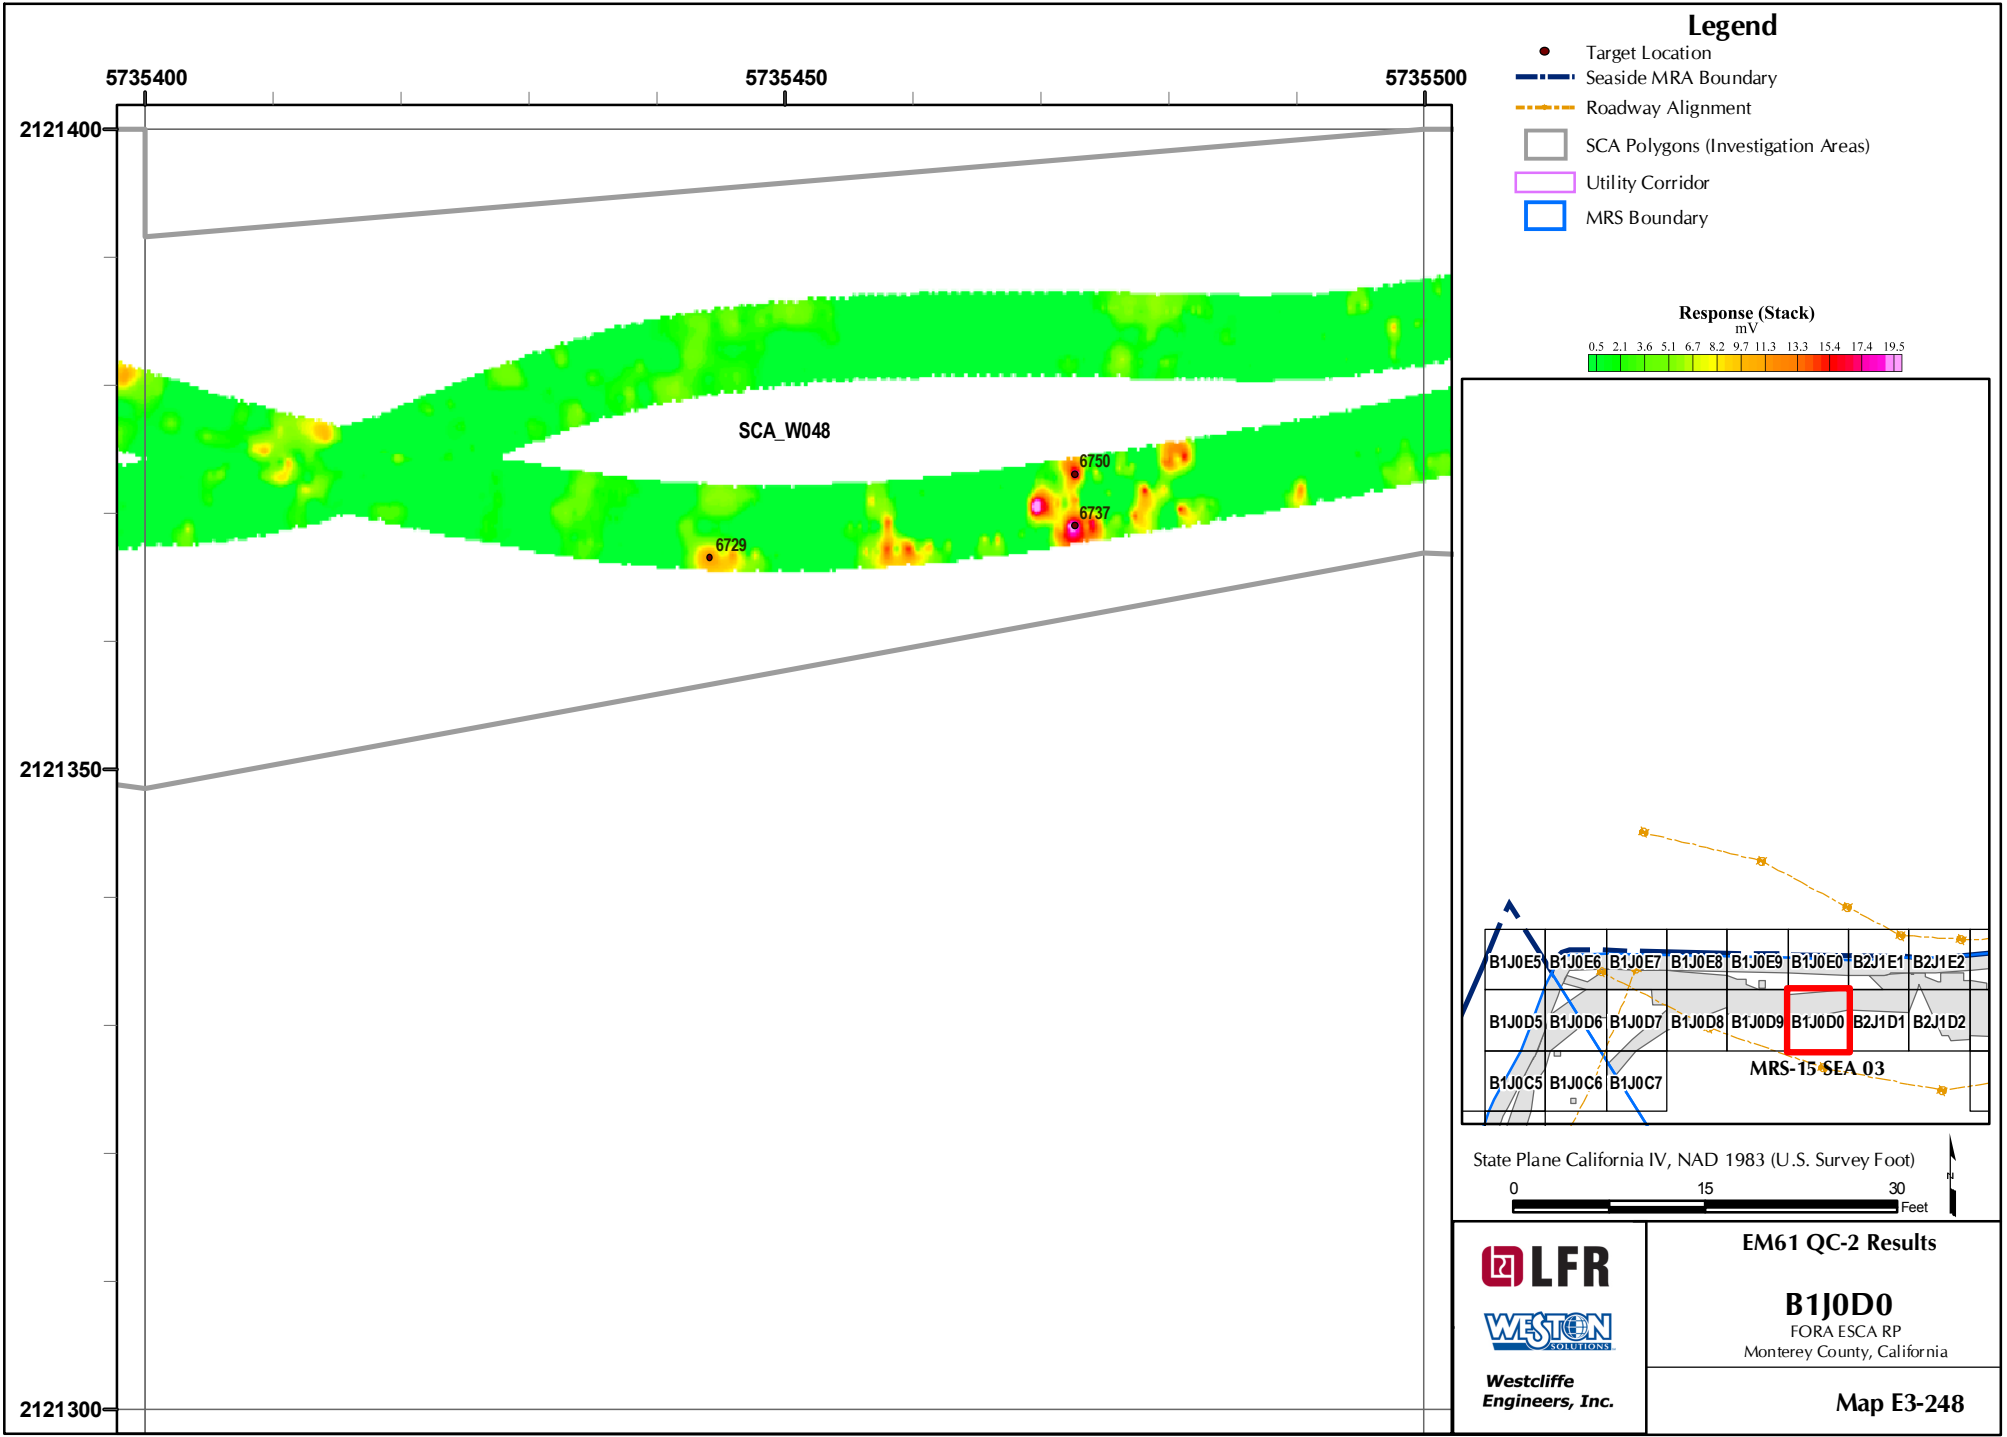 Legend
Target Location
Seaside MRA Boundary
Roadway Alignment
SCA Polygons (Investigation Areas)
Utility Corridor
MRS Boundary
5735400 5735450 5735500
2121400
2121350
2121300
SCA_W048
6750
6737
6729
Response (Stack)
mV
0.5 2.1 3.6 5.1 6.7 8.2 9.7 11.3 13.3 15.4 17.4 19.5
B1J0E5 B1J0E6 B1J0E7 B1J0E8 B1J0E9 B1J0E0 B2J1E1 B2J1E2
B1J0D5 B1J0D6 B1J0D7 B1J0D8 B1J0D9 B1J0D0 B2J1D1 B2J1D2
MRS-15 SEA 03
B1J0C5 B1J0C6 B1J0C7
State Plane California IV, NAD 1983 (U.S. Survey Foot)
0 15 30
Feet
N
LFR
WESTON
SOLUTIONS
Westcliffe
Engineers, Inc.
EM61 QC-2 Results
B1J0D0
FORA ESCA RP
Monterey County, California
Map E3-248